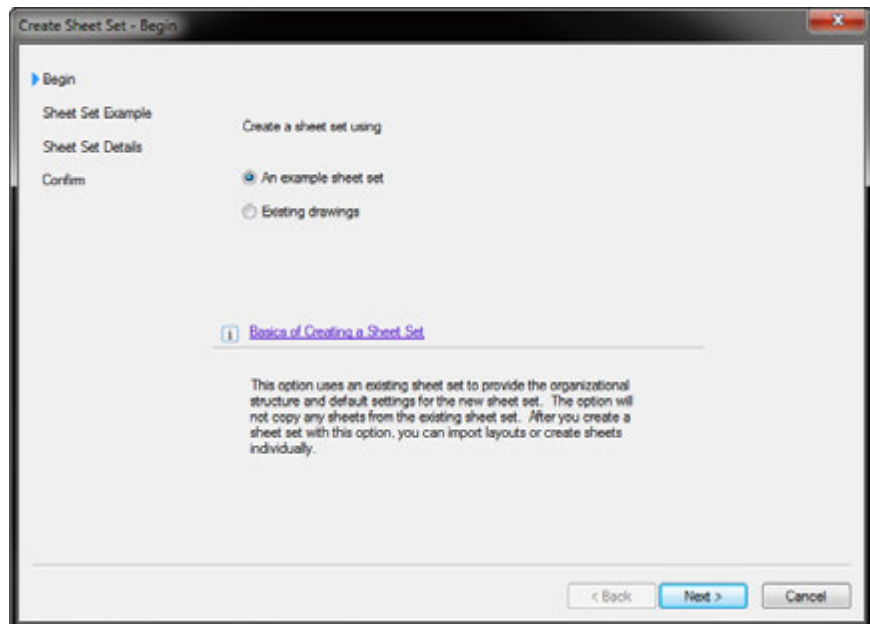 Create Sheet Set - Begin
Begin
Sheet Set Example
Sheet Set Details
Confirm
Create a sheet set using
An example sheet set
Existing drawings
Basics of Creating a Sheet Set
This option uses an existing sheet set to provide the organizational
structure and default settings for the new sheet set. The option will
not copy any sheets from the existing sheet set. After you create a
sheet set with this option, you can import layouts or create sheets
individually.
< Back Next > Cancel